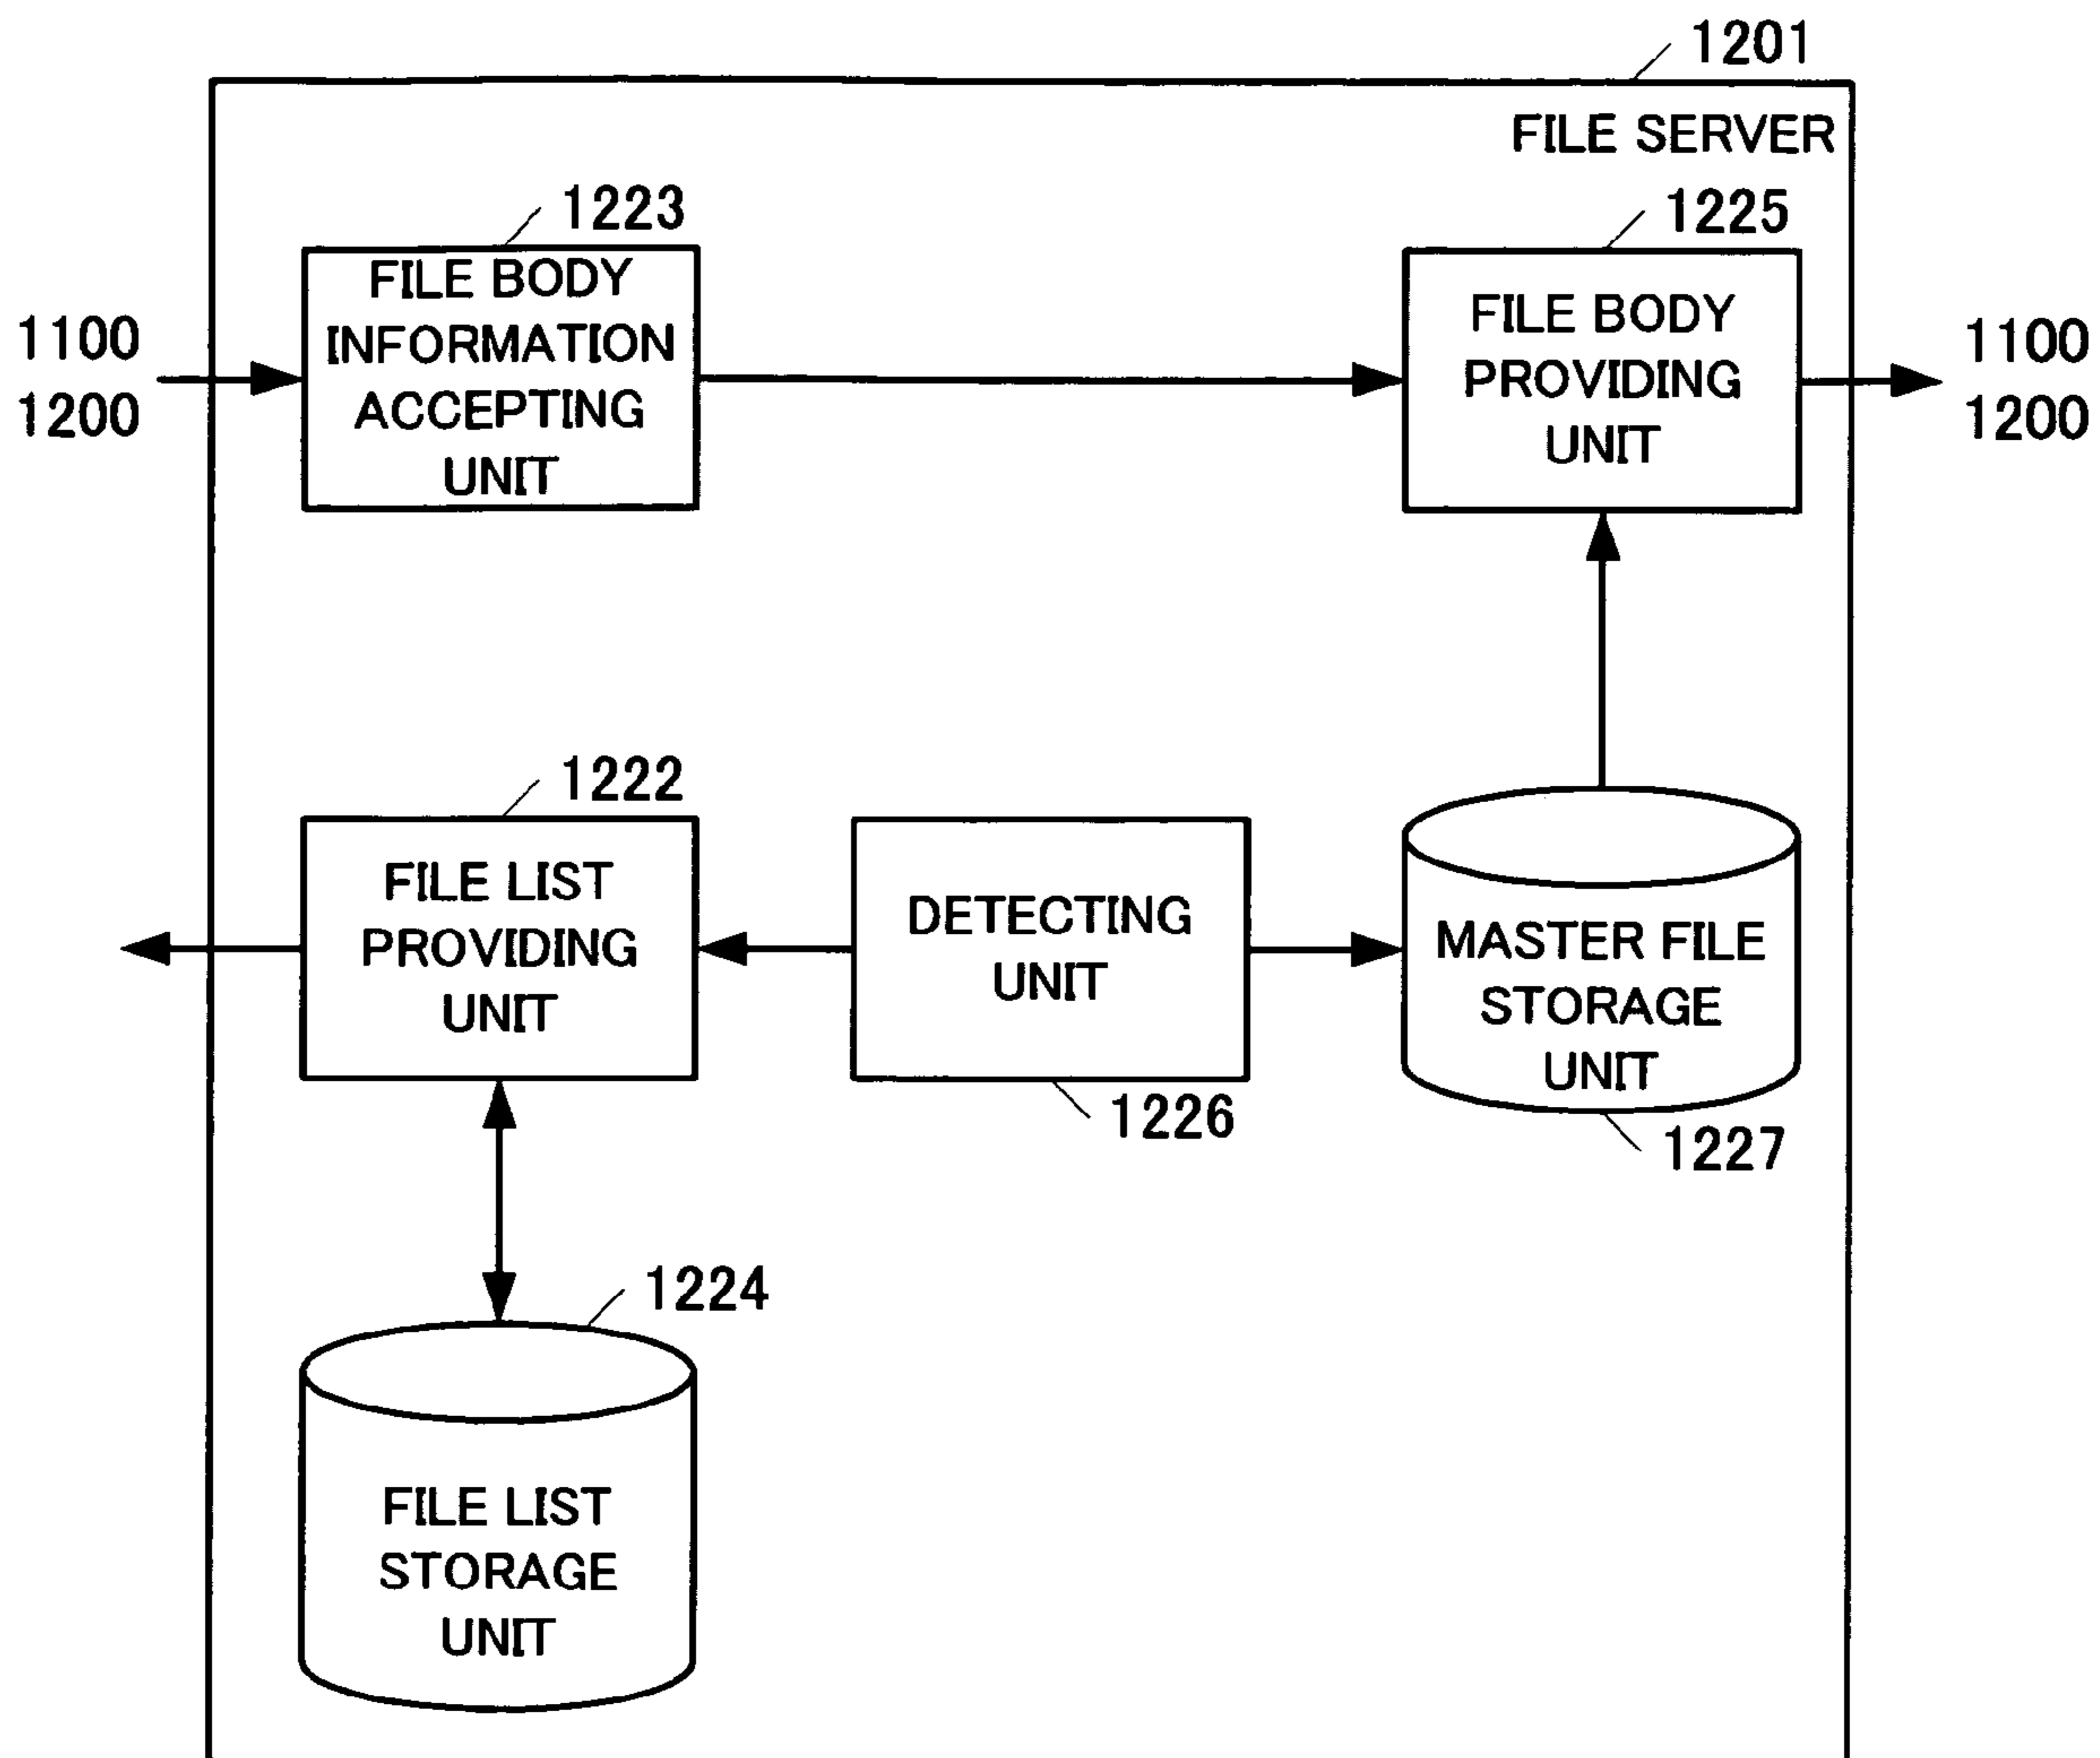 1201
FILE SERVER
1223
FILE BODY
INFORMATION
ACCEPTING
UNIT
1225
FILE BODY
PROVIDING
UNIT
1100
1200
1100
1200
1222
FILE LIST
PROVIDING
UNIT
DETECTING
UNIT
1226
MASTER FILE
STORAGE
UNIT
1227
1224
FILE LIST
STORAGE
UNIT